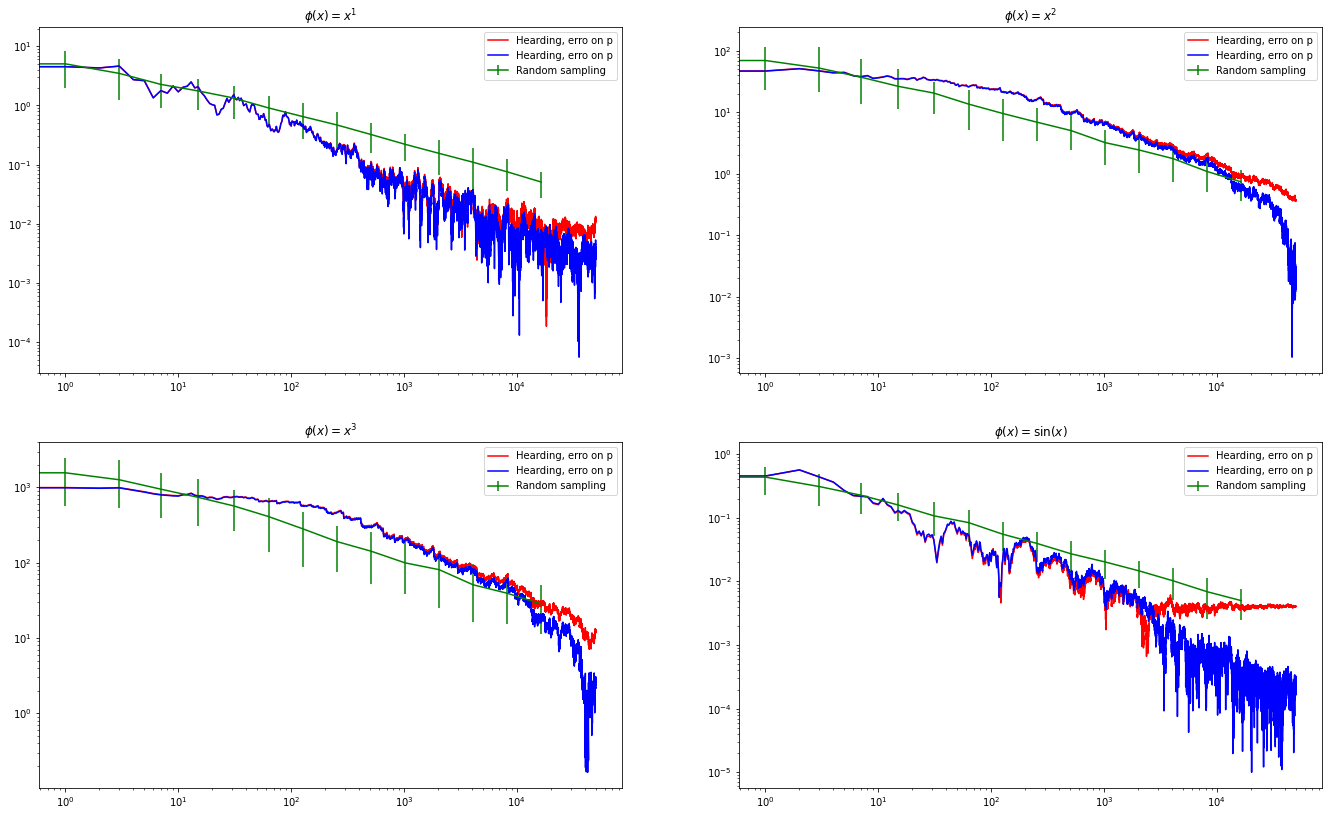 ϕ(x) = x¹
10¹
10⁰
10⁻¹
10⁻²
10⁻³
10⁻⁴
Hearding, erro on p
Hearding, erro on p
Random sampling
10⁰ 10¹ 10² 10³ 10⁴
ϕ(x) = x²
10²
10¹
10⁰
10⁻¹
10⁻²
10⁻³
Hearding, erro on p
Hearding, erro on p
Random sampling
10⁰ 10¹ 10² 10³ 10⁴
ϕ(x) = x³
10³
10²
10¹
10⁰
Hearding, erro on p
Hearding, erro on p
Random sampling
10⁰ 10¹ 10² 10³ 10⁴
ϕ(x) = sin(x)
10⁰
10⁻¹
10⁻²
10⁻³
10⁻⁴
10⁻⁵
Hearding, erro on p
Hearding, erro on p
Random sampling
10⁰ 10¹ 10² 10³ 10⁴